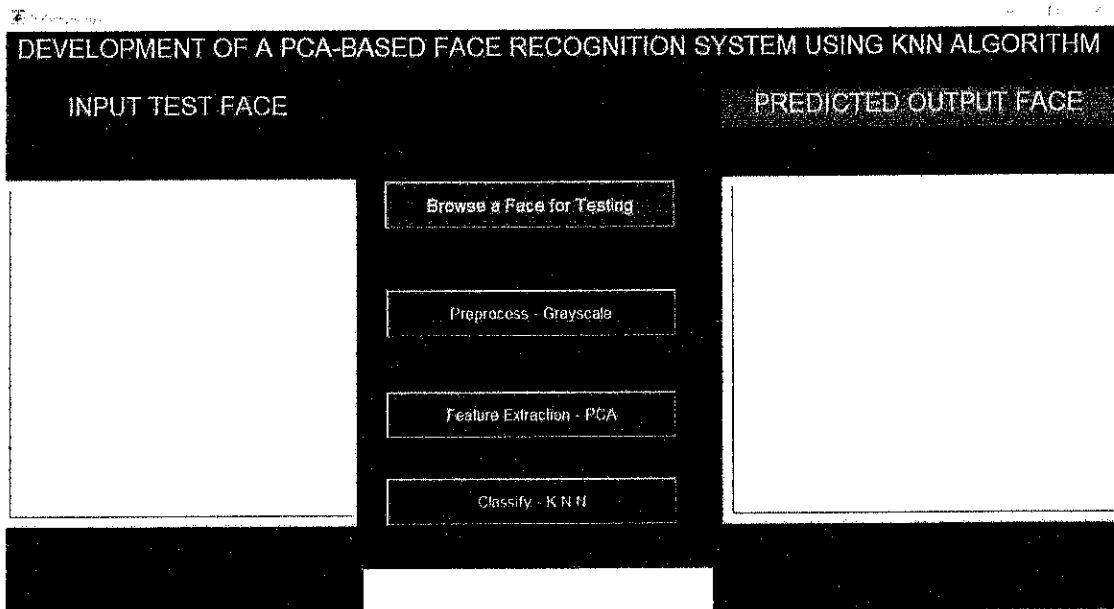 DEVELOPMENT OF A PCA-BASED FACE RECOGNITION SYSTEM USING KNN ALGORITHM
INPUT TEST FACE
PREDICTED OUTPUT FACE
Browse a Face for Testing
Preprocess - Grayscale
Feature Extraction - PCA
Classify - K N N